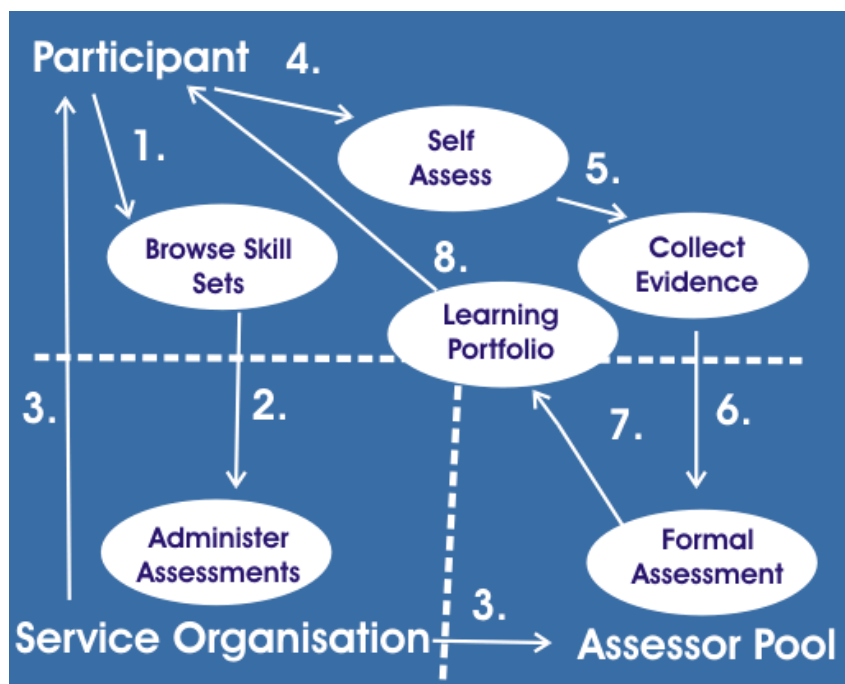 Participant
4.
1.
Self
Assess
5.
Browse Skill
Sets
8.
Collect
Evidence
Learning
Portfolio
3.
2.
7.
6.
Administer
Assessments
Formal
Assessment
3.
Service Organisation
Assessor Pool